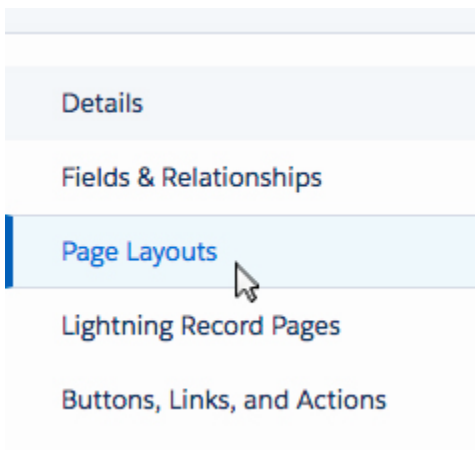 Details
Fields & Relationships
Page Layouts
Lightning Record Pages
Buttons, Links, and Actions